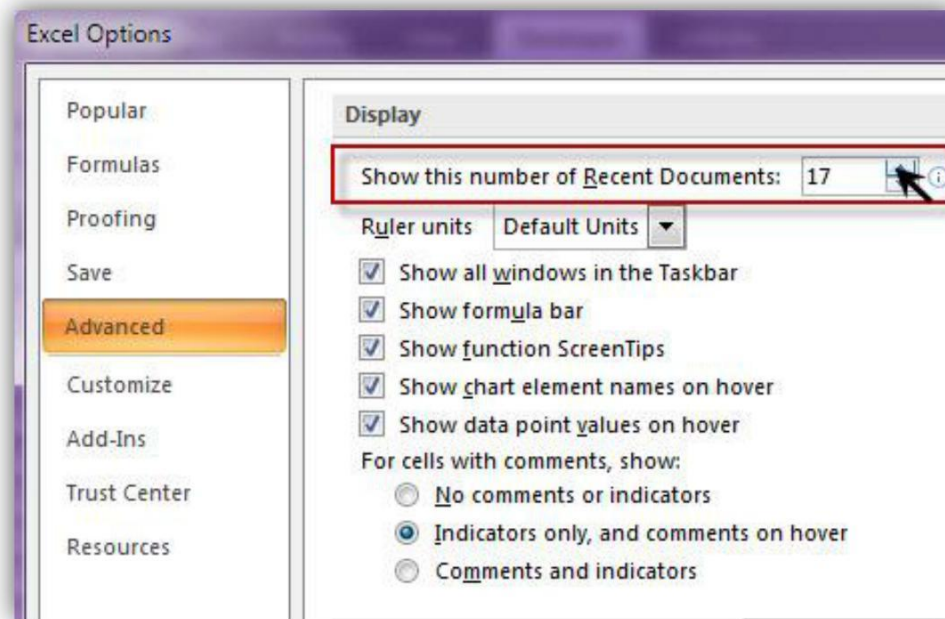 Excel Options
Popular
Formulas
Proofing
Save
Advanced
Customize
Add-Ins
Trust Center
Resources
Display
Show this number of Recent Documents: 17
Ruler units Default Units
Show all windows in the Taskbar
Show formula bar
Show function ScreenTips
Show chart element names on hover
Show data point values on hover
For cells with comments, show:
No comments or indicators
Indicators only, and comments on hover
Comments and indicators